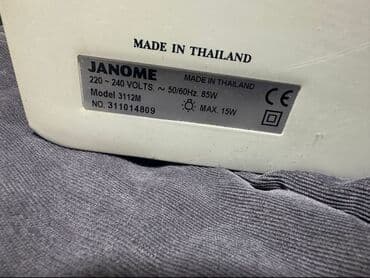 MADE IN THAILAND
JANOME MADE IN THAILAND
220 ~ 240 VOLTS. ~ 50/60Hz. 85W
Model 3112M MAX. 15W
NO. 311014809
CE